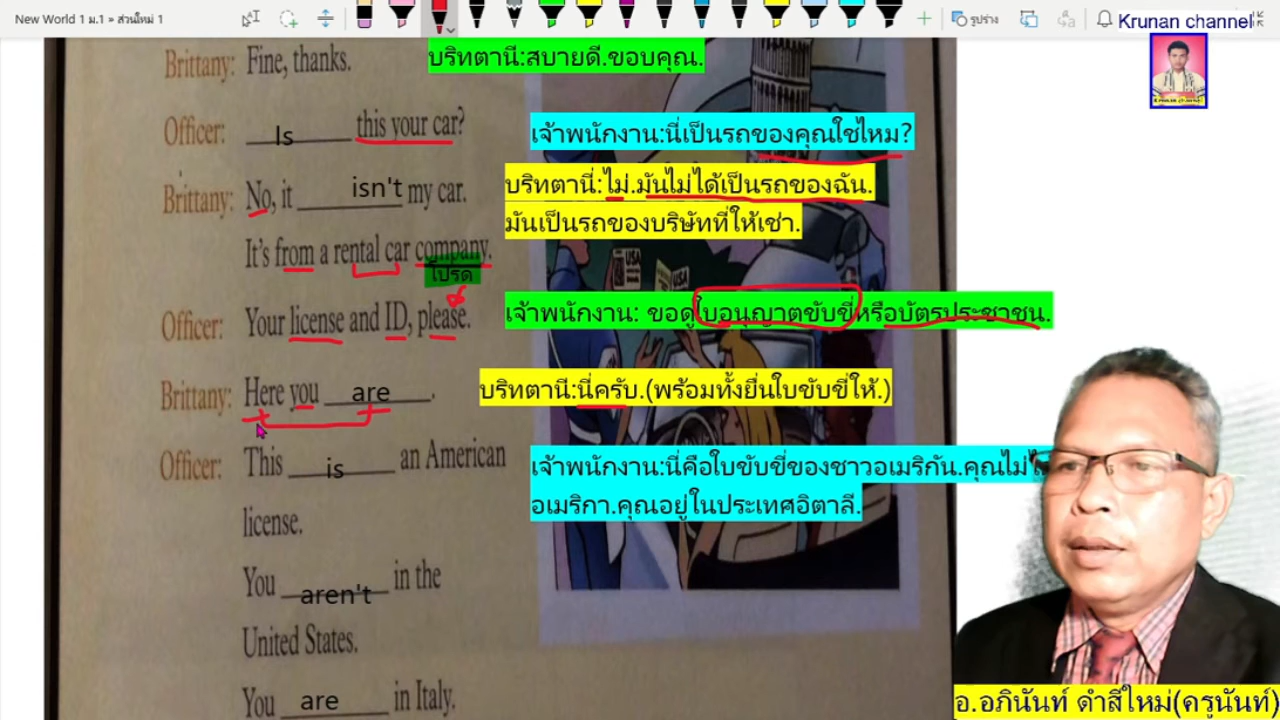 New World 1 ม.1 » ส่วนใหม่ 1
รูปร่าง
Krunan channel
Brittany: Fine, thanks.
บริททานี:สบายดี.ขอบคุณ.
Officer: Is this your car?
เจ้าพนักงาน:นี่เป็นรถของคุณใช่ไหม?
Brittany: No, it isn't my car.
บริททานี่:ไม่.มันไม่ได้เป็นรถของฉัน.
มันเป็นรถของบริษัทที่ให้เช่า.
It's from a rental car company.
โปรด
Officer: Your license and ID, please.
เจ้าพนักงาน: ขอดูใบอนุญาตขับขี่หรือบัตรประชาชน.
Brittany: Here you are.
บริททานี:นี่ครับ.(พร้อมทั้งยื่นใบขับขี่ให้.)
Officer: This is an American
เจ้าพนักงาน:นี่คือใบขับขี่ของชาวอเมริกัน.คุณไม่
อเมริกา.คุณอยู่ในประเทศอิตาลี.
license.
You aren't in the
United States.
You are in Italy.
USA
USA
อ.อภินันท์ ดำสีใหม่(ครูนันท์)